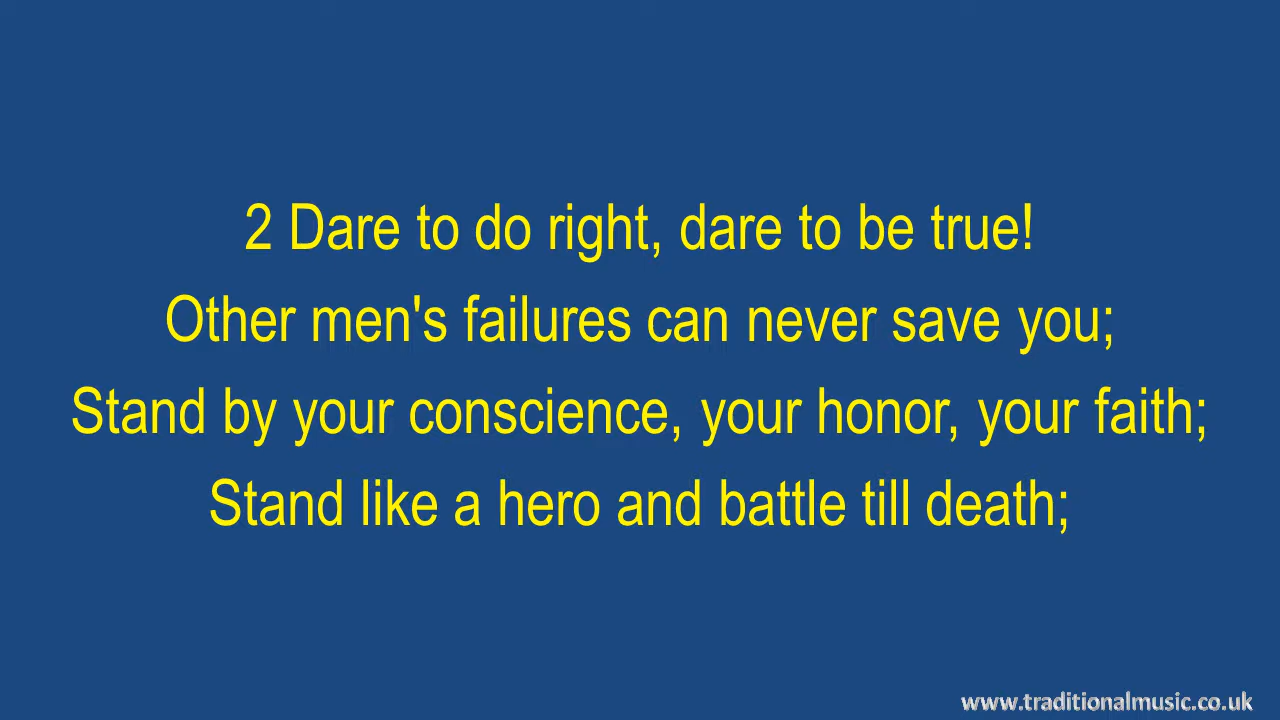 2 Dare to do right, dare to be true!
Other men's failures can never save you;
Stand by your conscience, your honor, your faith;
Stand like a hero and battle till death;
www.traditionalmusic.co.uk